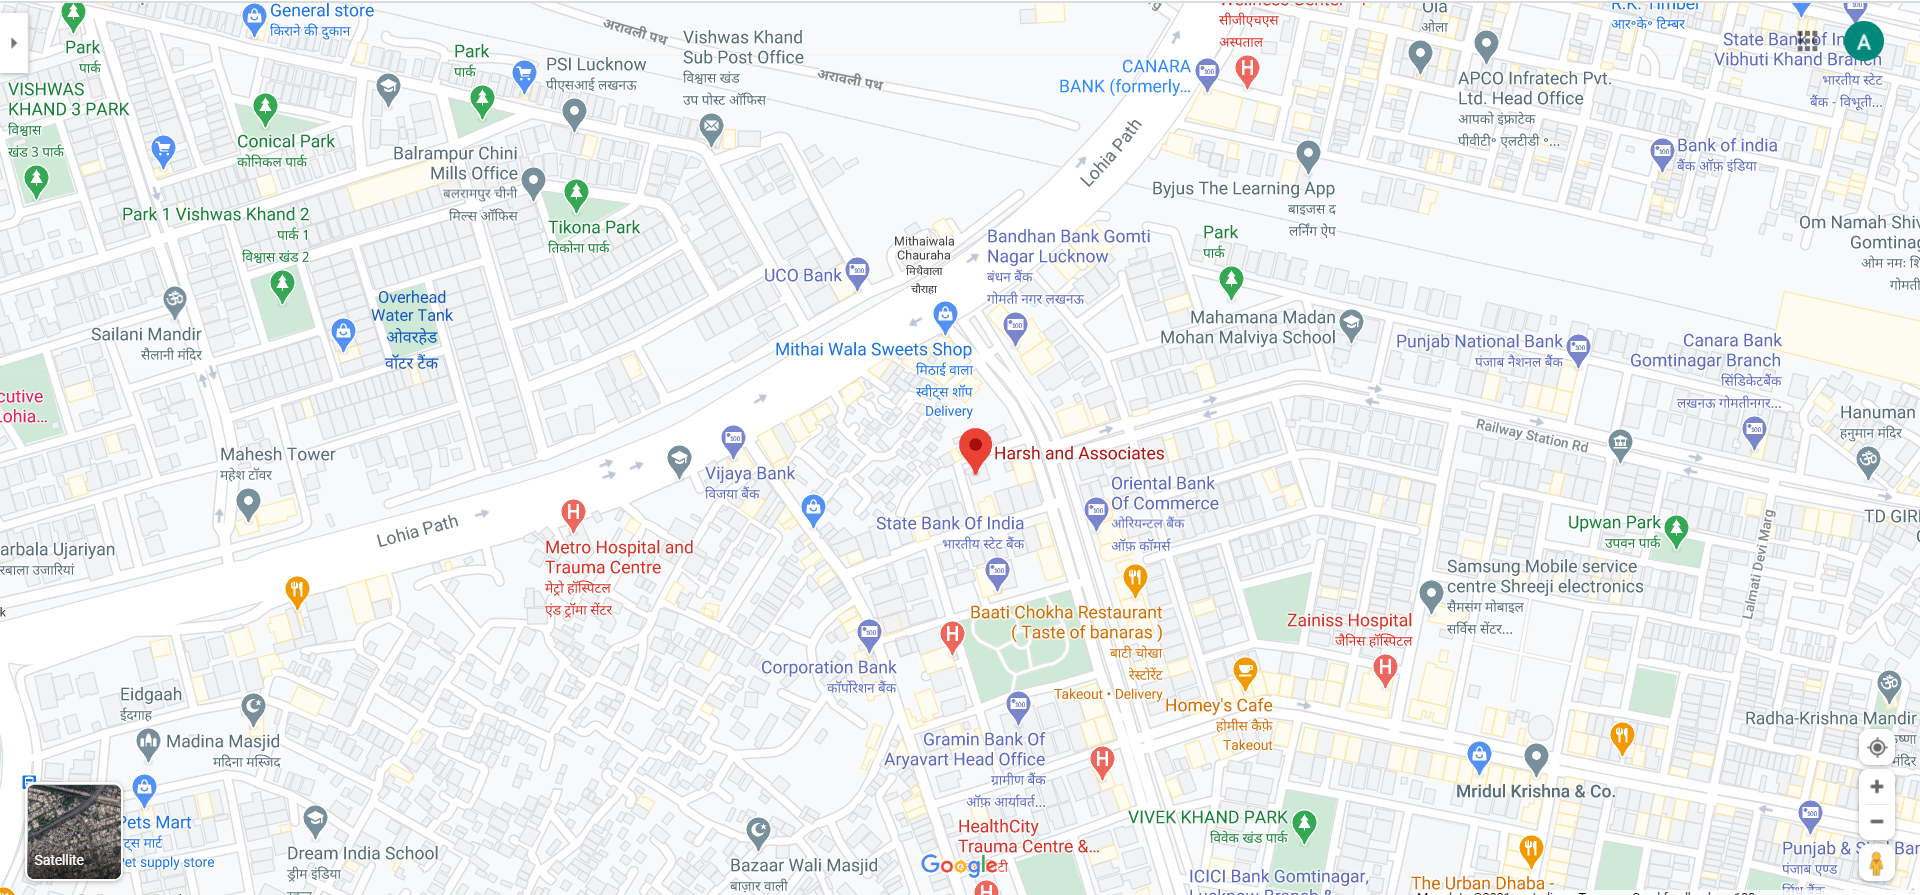 General store
किराने की दुकान
Park
पार्क
अरावली पथ
Vishwas Khand
Sub Post Office
विश्वास खंड
उप पोस्ट ऑफिस
अरावली पथ
सीजीएचएस
अस्पताल
Ola
ओला
R.K. Timber
आर॰के॰ टिम्बर
State Bank of In
Vibhuti Khand Branch
भारतीय स्टेट
बैंक - विभूती...
A
Park
पार्क
PSI Lucknow
पीएसआई लखनऊ
CANARA
BANK (formerly...
APCO Infratech Pvt.
Ltd. Head Office
आपको इंफ्राटेक
पीवीटी॰ एलटीडी॰...
VISHWAS
KHAND 3 PARK
विश्वास
खंड 3 पार्क
Conical Park
कोनिकल पार्क
Balrampur Chini
Mills Office
बलरामपुर चीनी
मिल्स ऑफिस
Lohia Path
Bank of india
बैंक ऑफ़ इंडिया
Byjus The Learning App
बाइजस द
लर्निंग ऐप
Park 1 Vishwas Khand 2
पार्क 1
विश्वास खंड 2
Tikona Park
तिकोना पार्क
Mithaiwala
Chauraha
मिथैवाला
चौराहा
Bandhan Bank Gomti
Nagar Lucknow
बंधन बैंक
गोमती नगर लखनऊ
Park
पार्क
Om Namah Shiv
Gomtinag
ओम नमः शि
गोमती
UCO Bank
Overhead
Water Tank
ओवरहेड
वॉटर टैंक
Sailani Mandir
सैलानी मंदिर
Mithai Wala Sweets Shop
मिठाई वाला
स्वीट्स शॉप
Delivery
Mahamana Madan
Mohan Malviya School
Punjab National Bank
पंजाब नैशनल बैंक
Canara Bank
Gomtinagar Branch
सिंडिकेटबैंक
लखनऊ गोमतीनगर...
cutive
Lohia...
Hanuman
हनुमान मंदिर
Railway Station Rd
Mahesh Tower
महेश टॉवर
Harsh and Associates
Vijaya Bank
विजया बैंक
Oriental Bank
Of Commerce
ओरियन्टल बैंक
ऑफ़ कॉमर्स
Lohia Path
State Bank Of India
भारतीय स्टेट बैंक
Upwan Park
उपवन पार्क
TD GIRL
Lalmati Devi Marg
arbala Ujariyan
रबाला उजारियां
Metro Hospital and
Trauma Centre
मेट्रो हॉस्पिटल
एंड ट्रॉमा सेंटर
Samsung Mobile service
centre Shreeji electronics
सैमसंग मोबाइल
सर्विस सेंटर...
k
Baati Chokha Restaurant
( Taste of banaras )
बाटी चोखा
रेस्टोरेंट
Takeout • Delivery
Zainiss Hospital
जैनिस हॉस्पिटल
Corporation Bank
कॉर्पोरेशन बैंक
Eidgaah
ईदगाह
Homey's Cafe
होमीस कैफ़े
Takeout
Radha-Krishna Mandir
ष्णा
मंदिर
Madina Masjid
मदिना मस्जिद
Gramin Bank Of
Aryavart Head Office
ग्रामीण बैंक
ऑफ़ आर्यावर्त...
Mridul Krishna & Co.
Pets Mart
ट्स मार्ट
Pet supply store
Satellite
VIVEK KHAND PARK
विवेक खंड पार्क
HealthCity
Trauma Centre &...
Dream India School
ड्रीम इंडिया
Bazaar Wali Masjid
बाज़ार वाली
Google
ICICI Bank Gomtinagar,
Lucknow Branch &
The Urban Dhaba -
Punjab & Sind Ban
पंजाब एण्ड